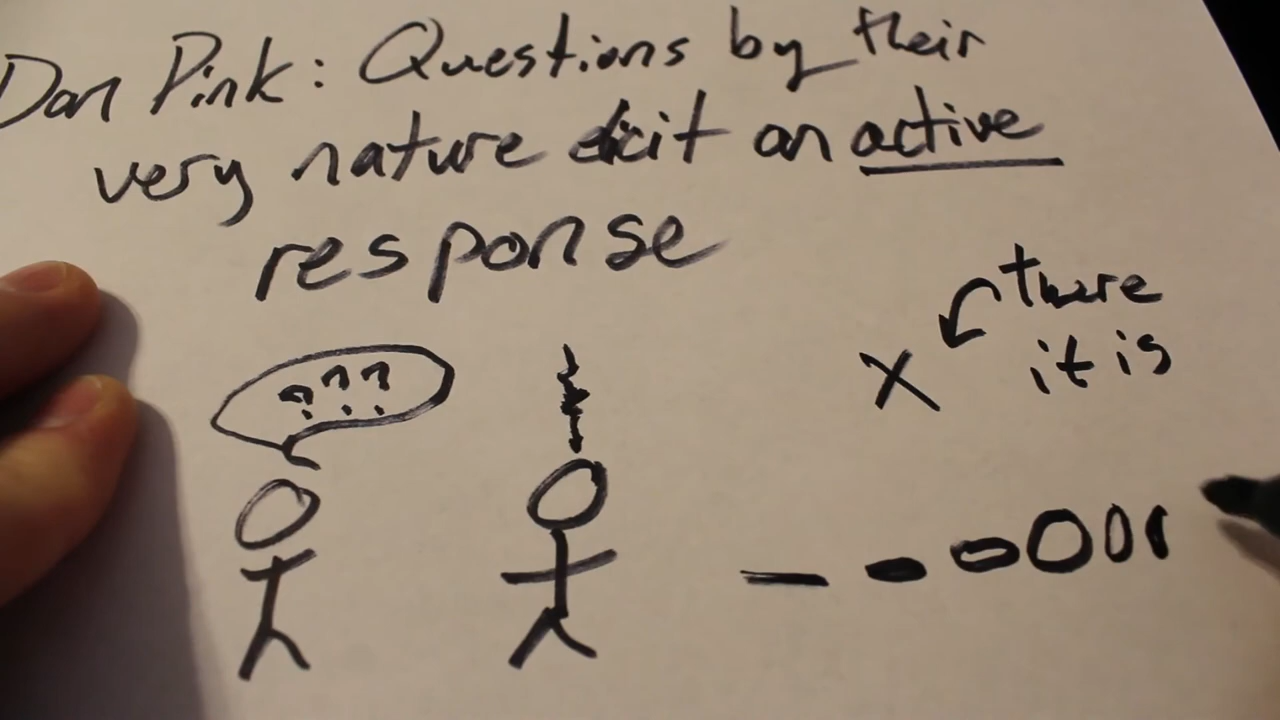 Dan Pink: Questions by their
very nature elicit an active
response
???
X
there
it is